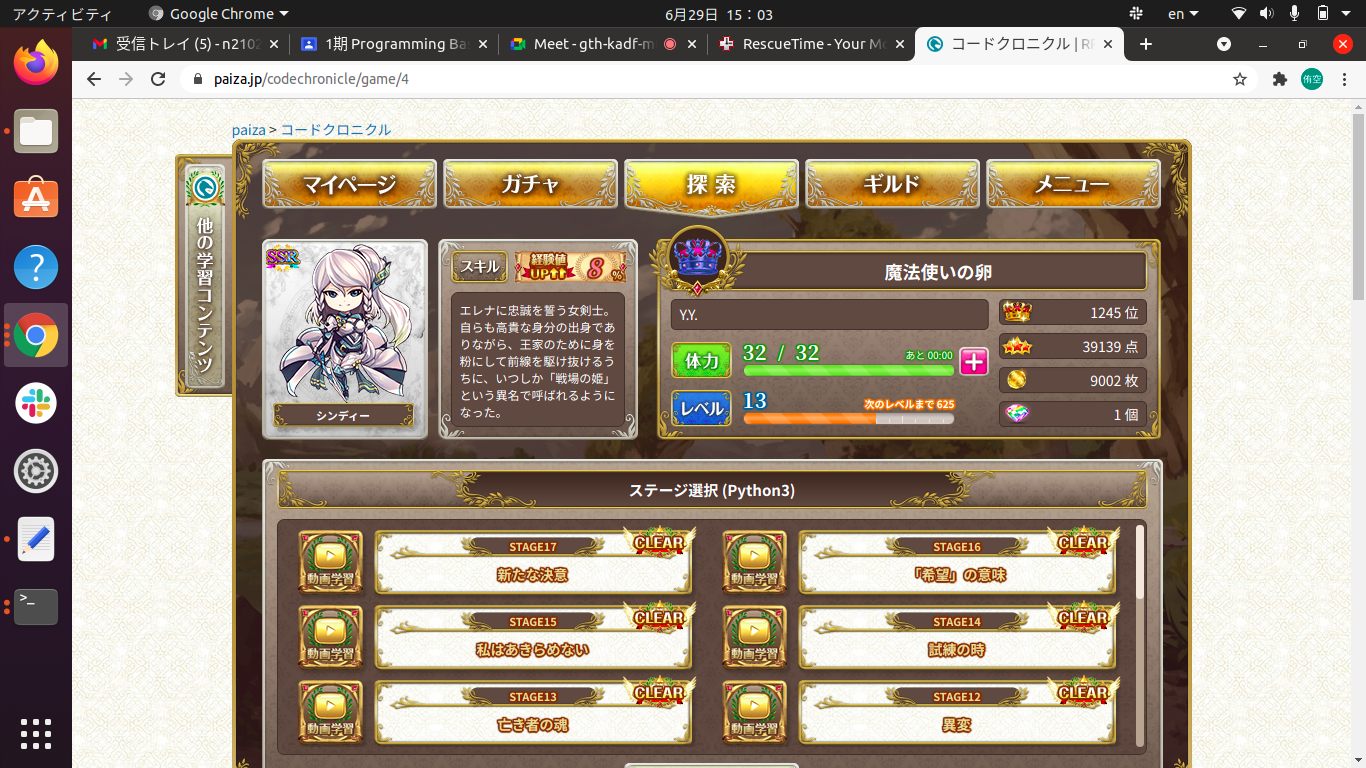 アクティビティ
Google Chrome
6月29日 15：03
en
受信トレイ (5) - n2102
1期 Programming Ba
Meet - gth-kadf-m
RescueTime - Your Mo
コードクロニクル | RP
paiza.jp/codechronicle/game/4
侑空
paiza > コードクロニクル
他の学習コンテンツ
マイページ
ガチャ
探索
ギルド
メニュー
SSR
シンディー
スキル
経験値
UP
8
%
エレナに忠誠を誓う女剣士。
自らも高貴な身分の出身であ
りながら、王家のために身を
粉にして前線を駆け抜けるう
ちに、いつしか「戦場の姫」
という異名で呼ばれるように
なった。
魔法使いの卵
Y.Y.
体力
32 / 32
あと 00:00
レベル
13
次のレベルまで 625
1245 位
39139 点
9002 枚
1 個
ステージ選択 (Python3)
動画学習
STAGE17
CLEAR
新たな決意
動画学習
STAGE16
CLEAR
「希望」の意味
動画学習
STAGE15
CLEAR
私はあきらめない
動画学習
STAGE14
CLEAR
試練の時
動画学習
STAGE13
CLEAR
亡き者の魂
動画学習
STAGE12
CLEAR
異変